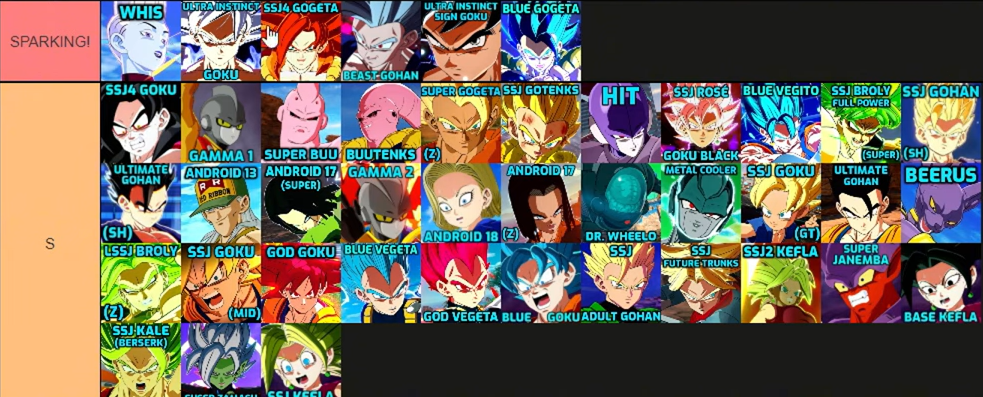 SPARKING!
WHIS
ULTRA INSTINCT
GOKU
SSJ4 GOGETA
BEAST GOHAN
ULTRA INSTINCT
SIGN GOKU
BLUE GOGETA
S
SSJ4 GOKU
GAMMA 1
SUPER BUU
BUUTENKS
SUPER GOGETA
(Z)
SSJ GOTENKS
HIT
SSJ ROSÉ
GOKU BLACK
BLUE VEGITO
SSJ BROLY
FULL POWER
(SUPER)
SSJ GOHAN
(SH)
ULTIMATE
GOHAN
(SH)
ANDROID 13
RR
RED RIBBON
ANDROID 17
(SUPER)
GAMMA 2
ANDROID 18
ANDROID 17
(Z)
DR. WHEELO
METAL COOLER
SSJ GOKU
(GT)
ULTIMATE
GOHAN
BEERUS
LSSJ BROLY
(Z)
SSJ GOKU
(MID)
GOD GOKU
BLUE VEGETA
GOD VEGETA
BLUE GOKU
SSJ
ADULT GOHAN
SSJ
FUTURE TRUNKS
SSJ2 KEFLA
SUPER
JANEMBA
BASE KEFLA
SSJ KALE
(BERSERK)
SSJ KEFLA